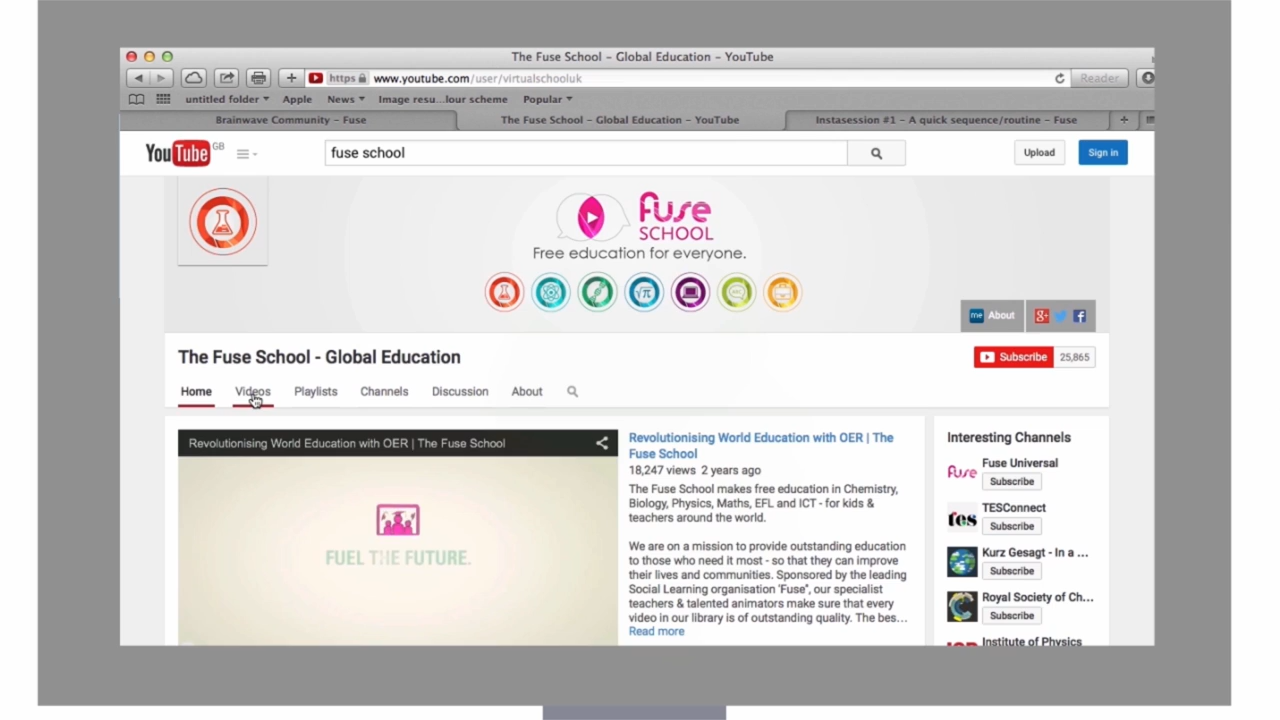 The Fuse School – Global Education – YouTube
https www.youtube.com/user/virtualschooluk
Reader
untitled folder
Apple
News
Image resu...lour scheme
Popular
Brainwave Community – Fuse
The Fuse School – Global Education – YouTube
Instasession #1 – A quick sequence/routine – Fuse
YouTube GB
fuse school
Upload
Sign in
fuse
SCHOOL
Free education for everyone.
me About
The Fuse School - Global Education
Subscribe 25,865
Home
Videos
Playlists
Channels
Discussion
About
Revolutionising World Education with OER | The Fuse School
FUEL THE FUTURE.
Revolutionising World Education with OER | The
Fuse School
18,247 views 2 years ago
The Fuse School makes free education in Chemistry,
Biology, Physics, Maths, EFL and ICT - for kids &
teachers around the world.
We are on a mission to provide outstanding education
to those who need it most - so that they can improve
their lives and communities. Sponsored by the leading
Social Learning organisation 'Fuse", our specialist
teachers & talented animators make sure that every
video in our library is of outstanding quality. The bes...
Read more
Interesting Channels
fuse
Fuse Universal
Subscribe
tes
TESConnect
Subscribe
Kurz Gesagt - In a ...
Subscribe
Royal Society of Ch...
Subscribe
Institute of Physics